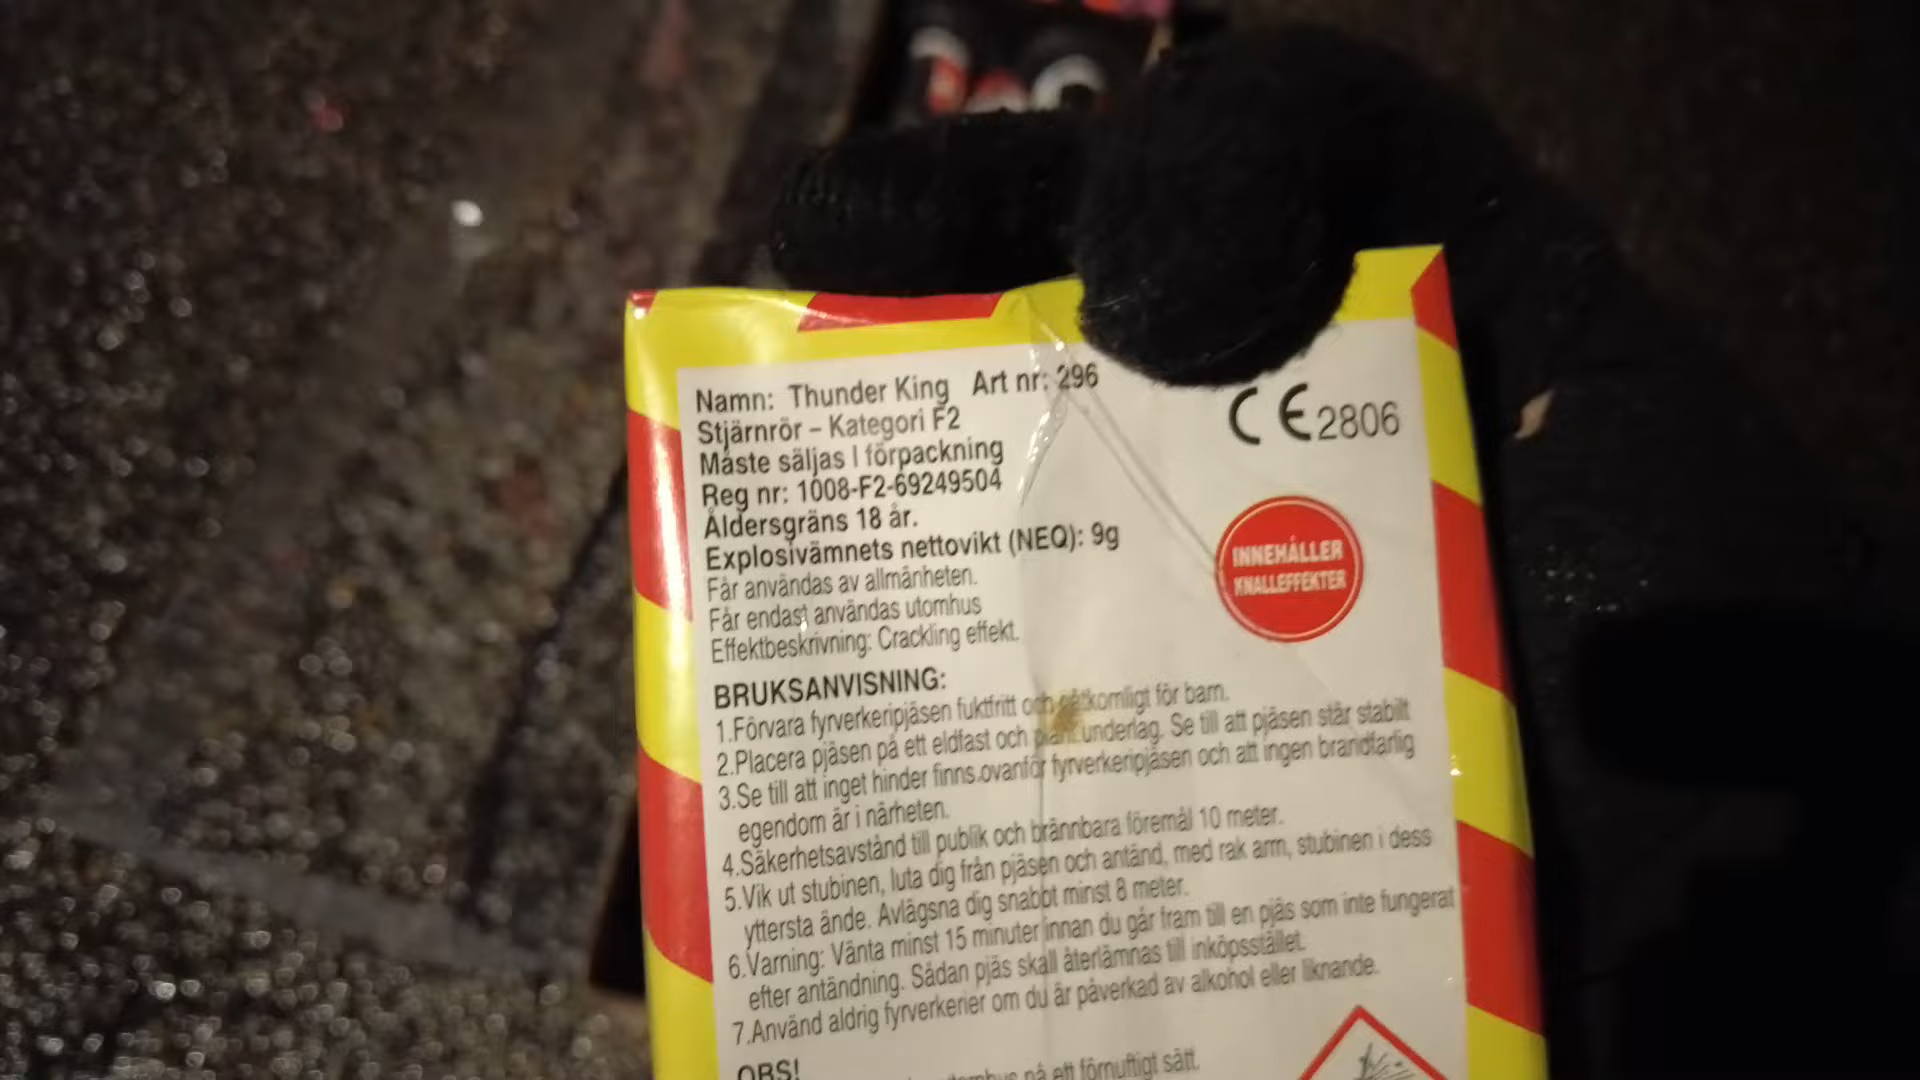 Namn: Thunder King Art nr: 296
Stjärnrör – Kategori F2
Måste säljas I förpackning
Reg nr: 1008-F2-69249504
Åldersgräns 18 år.
Explosivämnets nettovikt (NEQ): 9g
Får användas av allmänheten.
Får endast användas utomhus
Effektbeskrivning: Crackling effekt.
CE 2806
INNEHÅLLER
KNALLEFFEKTER
BRUKSANVISNING:
1.Förvara fyrverkeripjäsen fuktfritt och oåtkomligt för barn.
2.Placera pjäsen på ett eldfast och plant underlag. Se till att pjäsen står stabilt
3.Se till att inget hinder finns ovanför fyrverkeripjäsen och att ingen brandfarlig
egendom är i närheten.
4.Säkerhetsavstånd till publik och brännbara föremål 10 meter.
5.Vik ut stubinen, luta dig från pjäsen och antänd, med rak arm, stubinen i dess
yttersta ände. Avlägsna dig snabbt minst 8 meter.
6.Varning: Vänta minst 15 minuter innan du går fram till en pjäs som inte fungerat
efter antändning. Sådan pjäs skall återlämnas till inköpsstället.
7.Använd aldrig fyrverkerier om du är påverkad av alkohol eller liknande.
OBS!
på ett förnuftigt sätt.